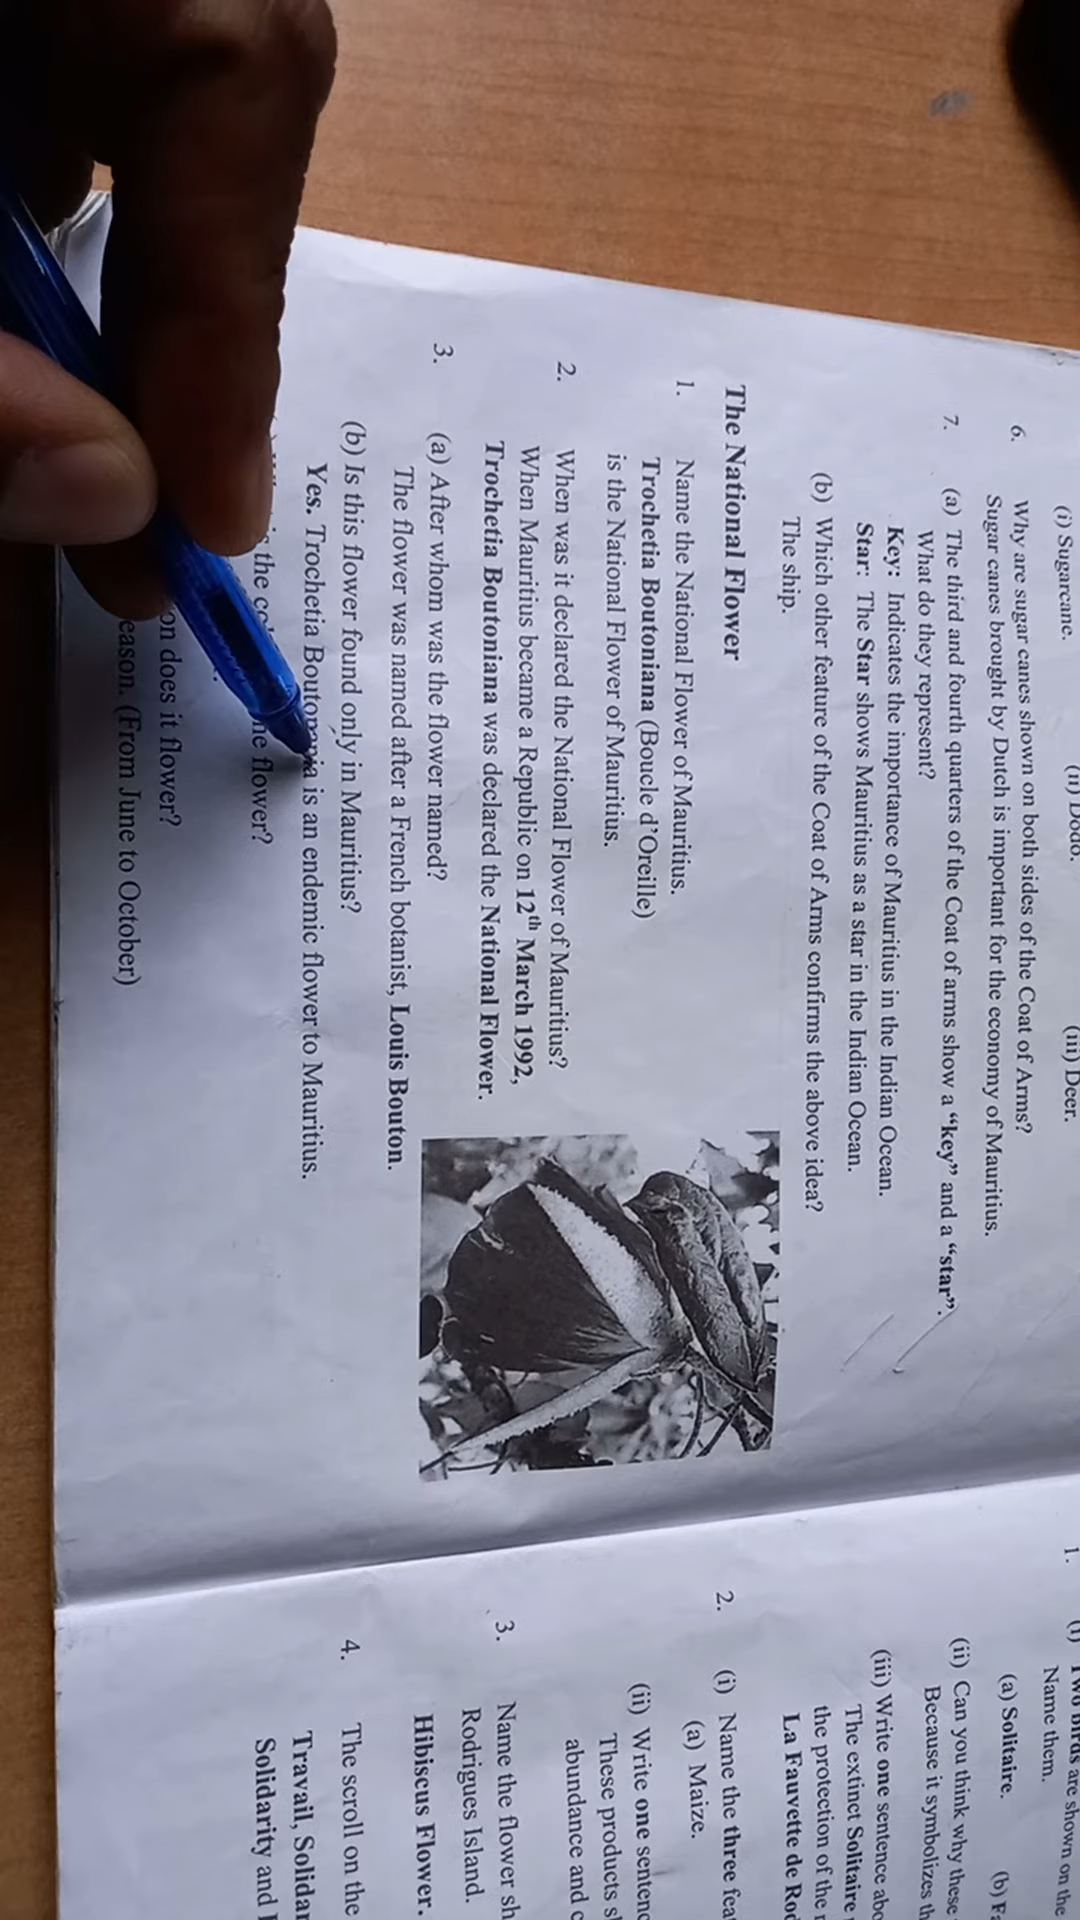 (i) Sugarcane. (ii) Dodo. (iii) Deer.
6. Why are sugar canes shown on both sides of the Coat of Arms?
Sugar canes brought by Dutch is important for the economy of Mauritius.
7. (a) The third and fourth quarters of the Coat of arms show a “key” and a “star”.
What do they represent?
Key: Indicates the importance of Mauritius in the Indian Ocean.
Star: The Star shows Mauritius as a star in the Indian Ocean.
(b) Which other feature of the Coat of Arms confirms the above idea?
The ship.
The National Flower
1. Name the National Flower of Mauritius.
Trochetia Boutoniana (Boucle d’Oreille)
is the National Flower of Mauritius.
2. When was it declared the National Flower of Mauritius?
When Mauritius became a Republic on 12th March 1992,
Trochetia Boutoniana was declared the National Flower.
3. (a) After whom was the flower named?
The flower was named after a French botanist, Louis Bouton.
(b) Is this flower found only in Mauritius?
Yes. Trochetia is an endemic flower to Mauritius.
the flower?
does it flower?
(From June to October)
1. (i) are shown on the
Name them.
(a) Solitaire. (b)
(ii) Can you think why these
Because it symbolizes
(iii) Write one sentence
The extinct Solitaire
the protection of the
La Fauvette de
2. (i) Name the three
(a) Maize.
(ii) Write one
These products
abundance and
3. Name the flower
Rodrigues Island.
Hibiscus Flower.
4. The scroll on the
Travail,
Solidarity and